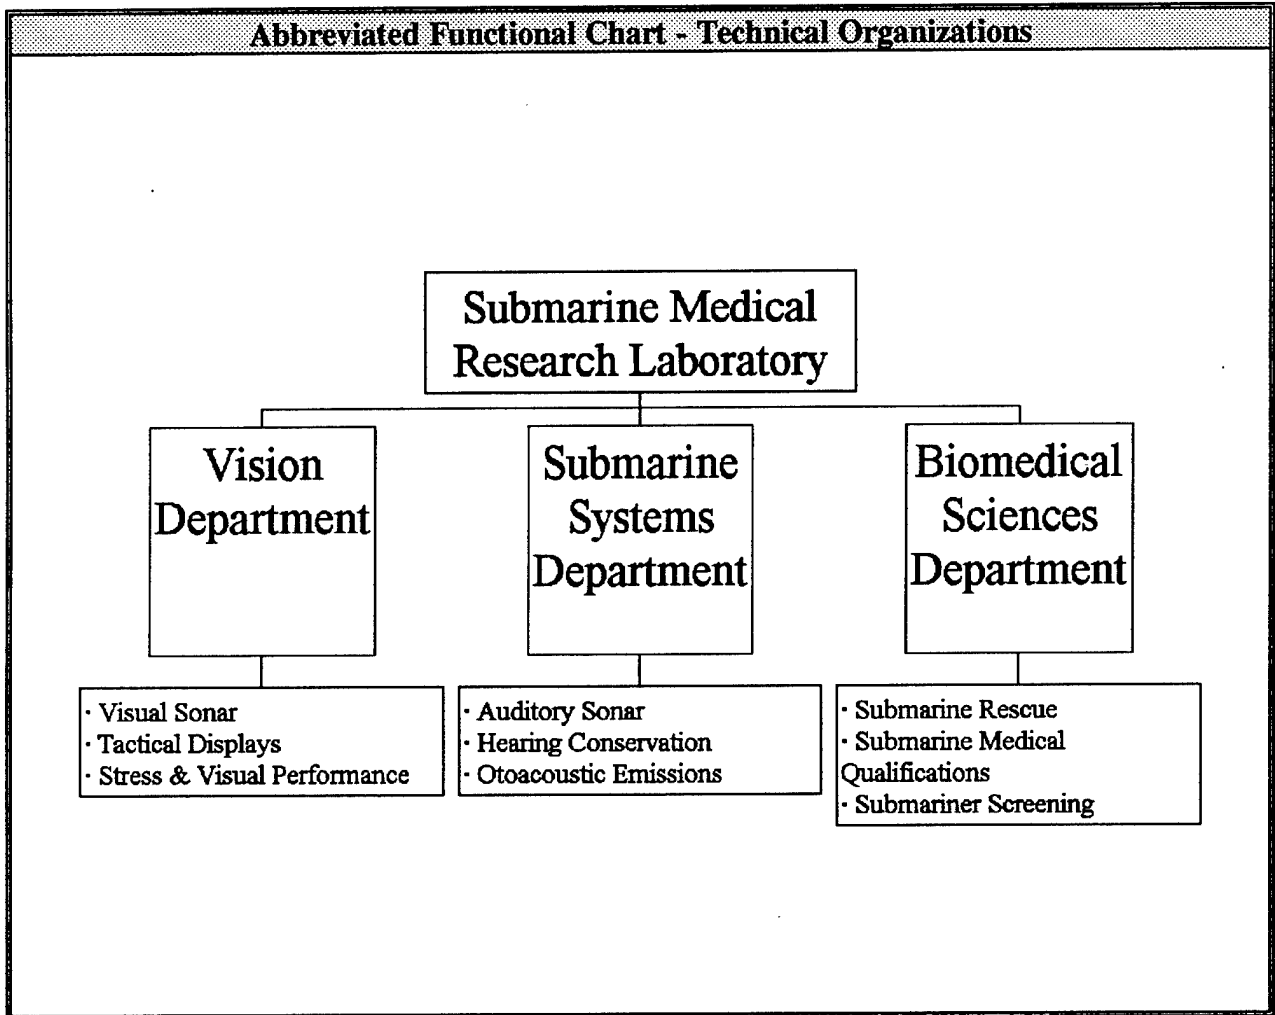 Abbreviated Functional Chart - Technical Organizations
Submarine Medical
Research Laboratory
Vision
Department
Submarine
Systems
Department
Biomedical
Sciences
Department
· Visual Sonar
· Tactical Displays
· Stress & Visual Performance
· Auditory Sonar
· Hearing Conservation
· Otoacoustic Emissions
· Submarine Rescue
· Submarine Medical
Qualifications
· Submariner Screening